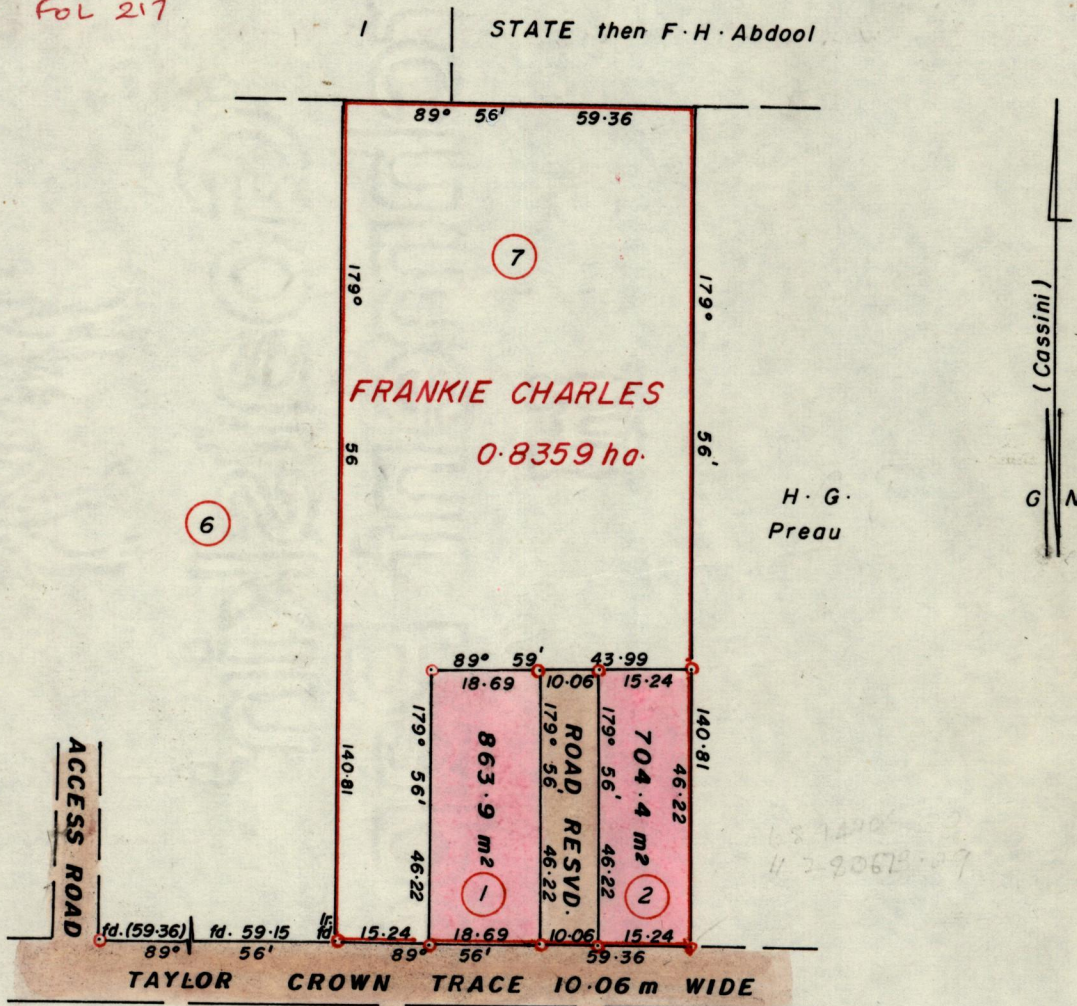 FOL 217
1 STATE then F.H.Abdool
89° 56' 59.36
7
179° 56
179° 56'
(Cassini)
FRANKIE CHARLES
0.8359 ha.
6
H. G.
Preau
G N
89° 59' 43.99
18.69 10.06 15.24
140.81
179° 56' 46.22
863.9 m2
1
179° 56' 46.22
ROAD RESVD.
179° 56' 46.22
704.4 m2
2
46.22
140.81
ACCESS ROAD
fd.(59.36) fd. 59.15 Ir. fd 15.24 18.69 10.06 15.24
89° 56' 89° 56' 59.36
TAYLOR CROWN TRACE 10.06 m WIDE